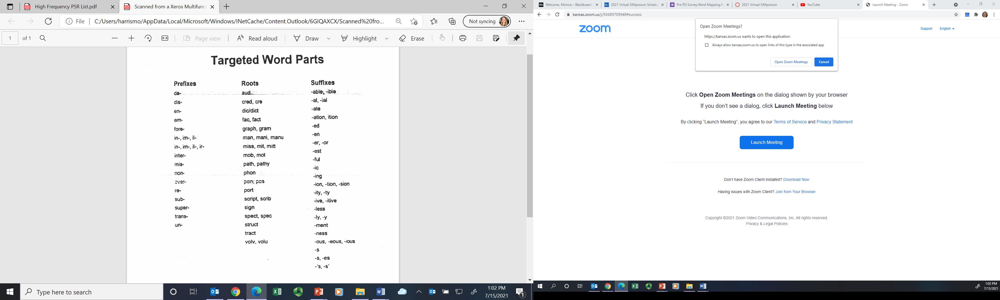 High Frequency PSR List.pdf
Scanned from a Xerox Multifunct
File
C:/Users/harrismo/AppData/Local/Microsoft/Windows/INetCache/Content.Outlook/6GIQAXCX/Scanned%20fro...
Not syncing
1 of 1
Page view
Read aloud
Draw
Highlight
Erase
Targeted Word Parts
Prefixes
de-
dis-
en-
em-
fore-
in-, im-, il-
in-, im-, il-, ir-
inter-
mis-
non-
over-
re-
sub-
super-
trans-
un-
Roots
aud
cred, cre
dic/dict
fac, fact
graph, gram
man, mani, manu
miss, mit, mitt
mob, mot
path, pathy
phon
pon, pos
port
script, scrib
sign
spect, spec
struct
tract
volv, volu
Suffixes
-able, -ible
-al, -ial
-ate
-ation, ition
-ed
-en
-er, -or
-est
-ful
-ic
-ing
-ion, -tion, -sion
-ity, -ty
-ive, -itive
-less
-ly, -y
-ment
-ness
-ous, -eous, -ious
-s
-s, -es
-'s, -s'
Type here to search
1:02 PM
7/15/2021
1
Welcome, Monica – Blackboard
2021 Virtual SIMposium Schedul
Pre PD Survey.Word Mapping.KU
2021 Virtual SIMposium
YouTube
Launch Meeting - Zoom
kansas.zoom.us/j/93689709948#success
zoom
Support
English
Open Zoom Meetings?
https://kansas.zoom.us wants to open this application.
Always allow kansas.zoom.us to open links of this type in the associated app
Open Zoom Meetings
Cancel
Click Open Zoom Meetings on the dialog shown by your browser
If you don't see a dialog, click Launch Meeting below
By clicking "Launch Meeting", you agree to our Terms of Service and Privacy Statement
Launch Meeting
Don't have Zoom Client installed? Download Now
Having issues with Zoom Client? Join from Your Browser
Copyright ©2021 Zoom Video Communications, Inc. All rights reserved.
Privacy & Legal Policies
1:02 PM
7/15/2021